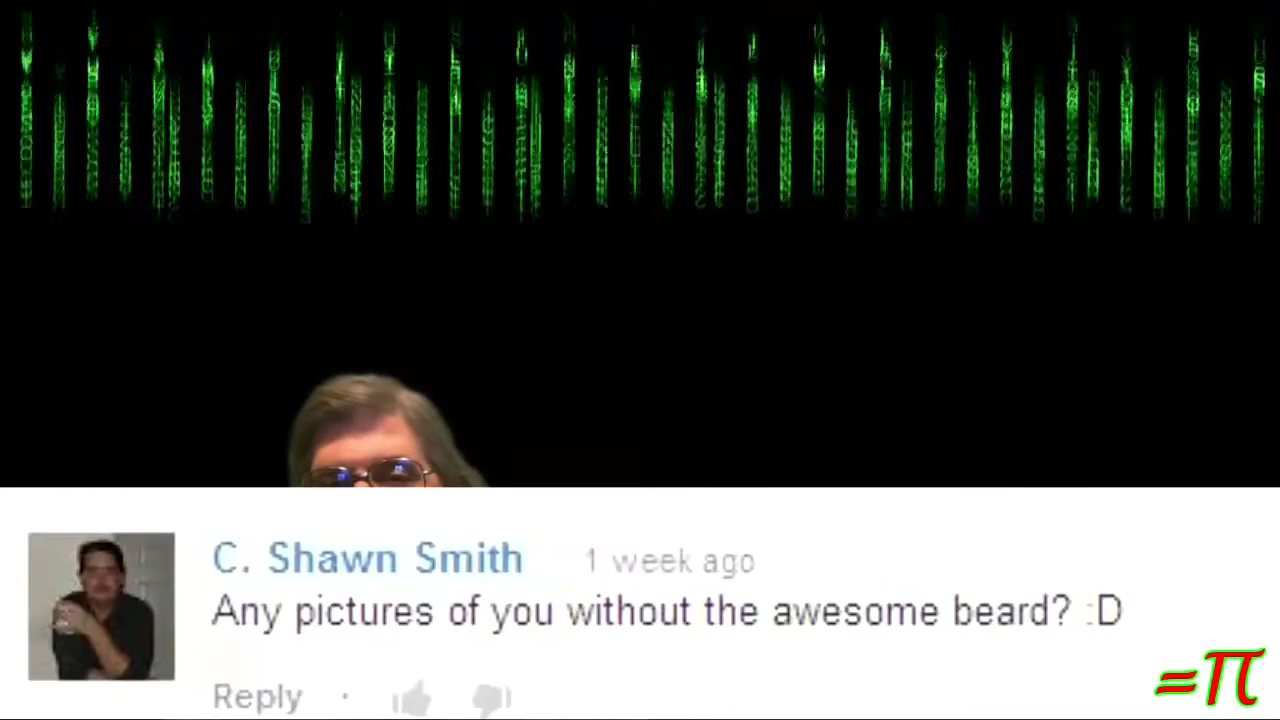 C. Shawn Smith 1 week ago
Any pictures of you without the awesome beard? :D
Reply ·
=π